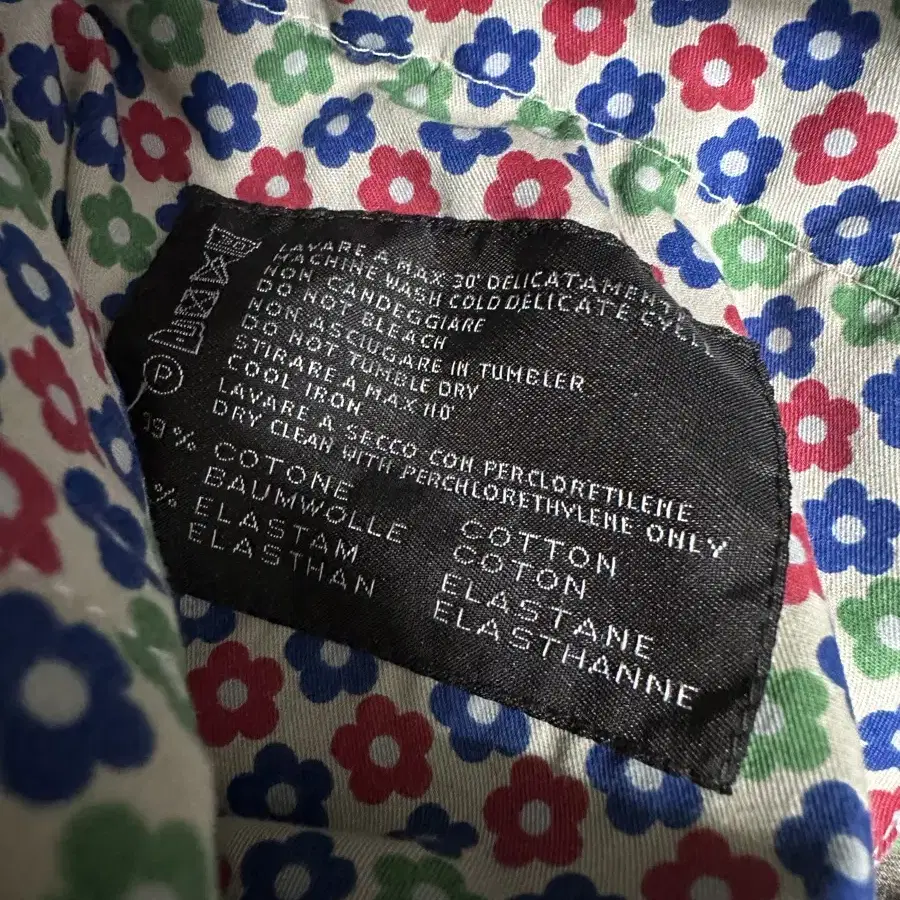 LAVARE A MAX 30° DELICATAMENTE
MACHINE WASH COLD DELICATE CYCLE
NON CANDEGGIARE
DO NOT BLEACH
NON ASCIUGARE IN TUMBLER
DO NOT TUMBLE DRY
STIRARE A MAX 110°
COOL IRON
LAVARE A SECCO CON PERCLORETILENE
DRY CLEAN WITH PERCHLORETHYLENE ONLY
P
% COTONE COTTON
BAUMWOLLE COTON
% ELASTAM ELASTANE
ELASTHAN ELASTHANNE